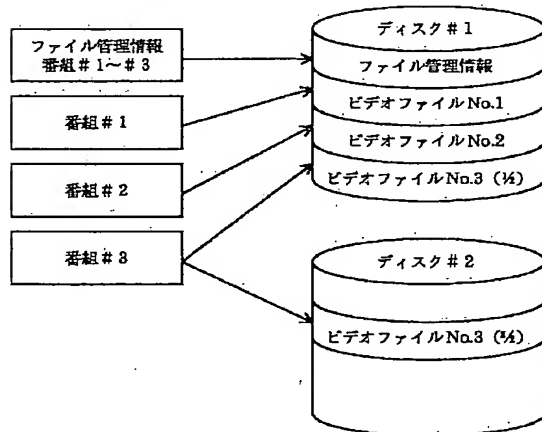 ファイル管理情報
番組＃1〜＃3
番組＃1
番組＃2
番組＃3
ディスク＃1
ファイル管理情報
ビデオファイルNo.1
ビデオファイルNo.2
ビデオファイルNo.3 (½)
ディスク＃2
ビデオファイルNo.3 (²⁄₂)